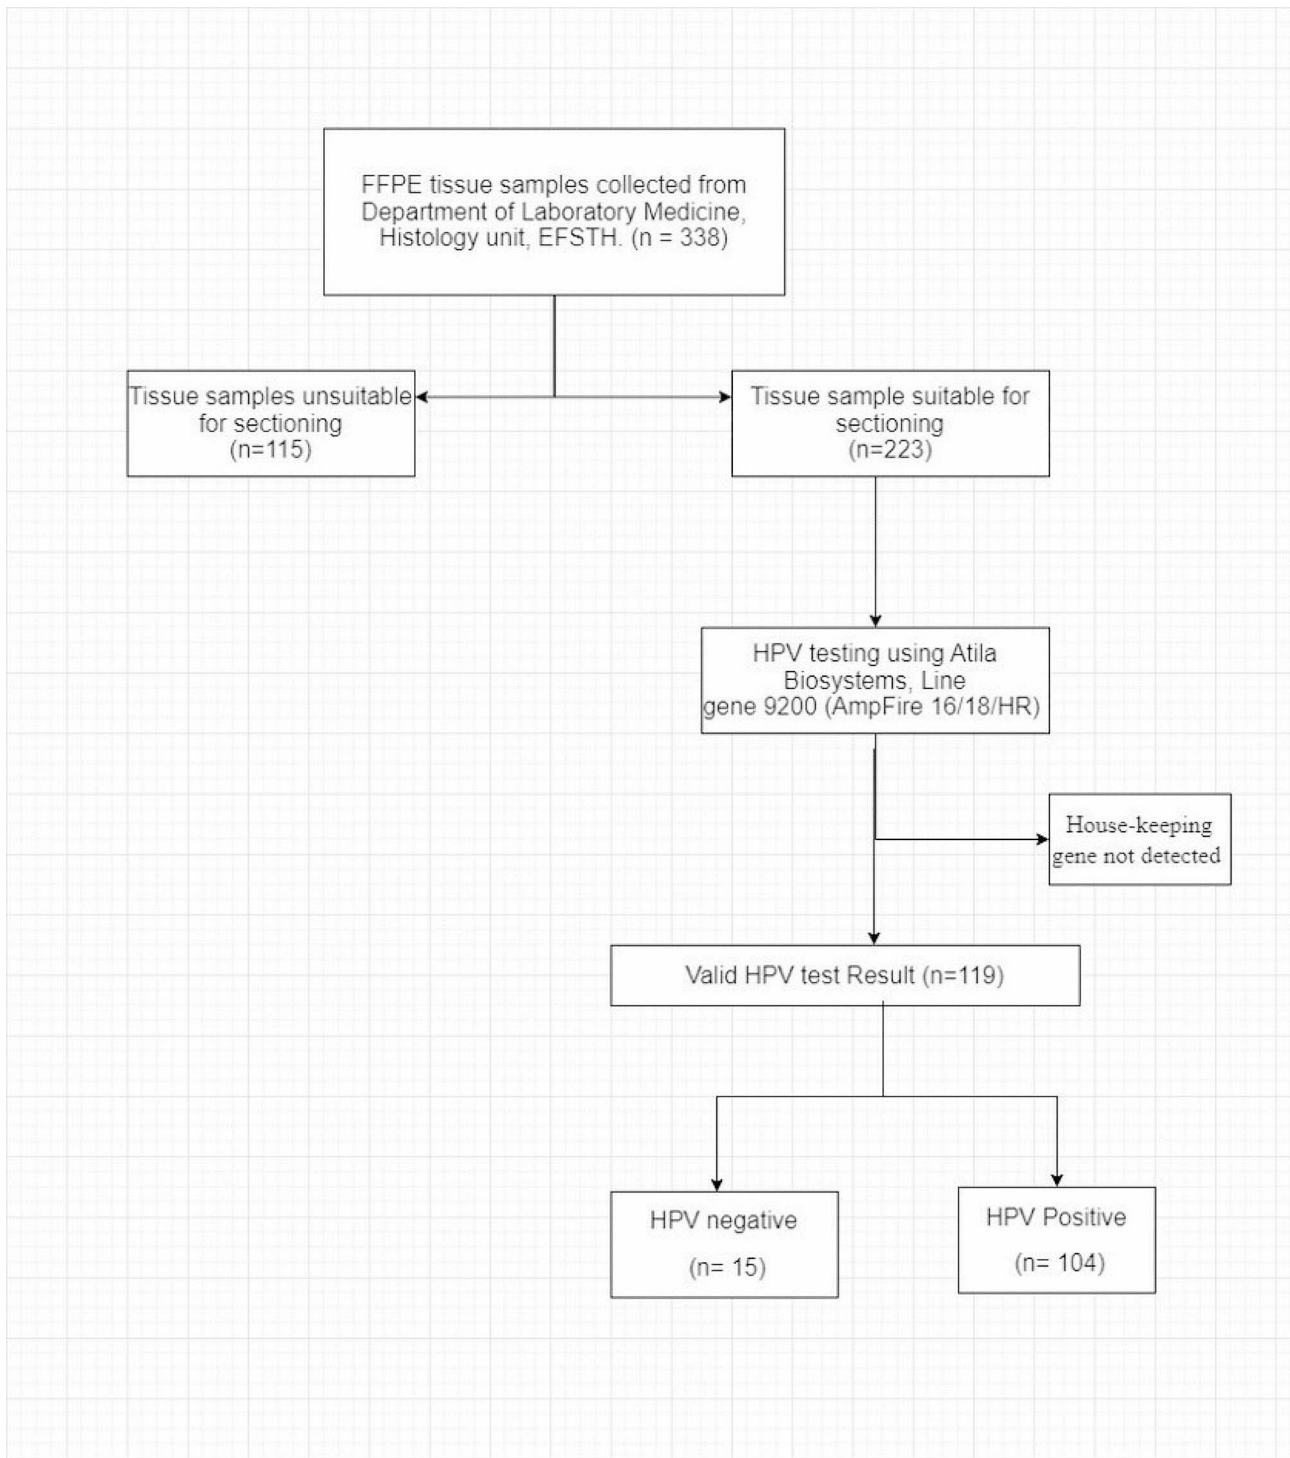 FFPE tissue samples collected from
Department of Laboratory Medicine,
Histology unit, EFSTH. (n = 338)
Tissue samples unsuitable
for sectioning
(n=115)
Tissue sample suitable for
sectioning
(n=223)
HPV testing using Atila
Biosystems, Line
gene 9200 (AmpFire 16/18/HR)
House-keeping
gene not detected
Valid HPV test Result (n=119)
HPV negative
(n= 15)
HPV Positive
(n= 104)